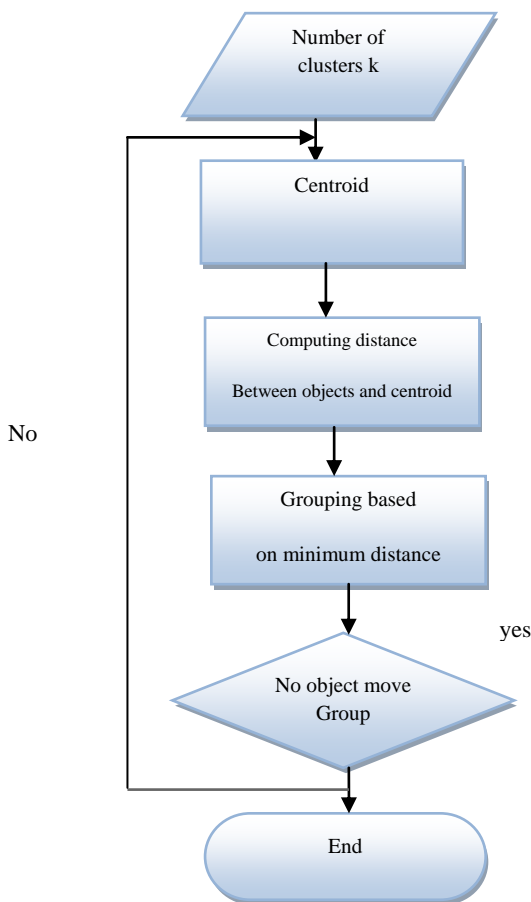 Number of
clusters k
Centroid
Computing distance
Between objects and centroid
No
Grouping based
on minimum distance
yes
No object move
Group
End